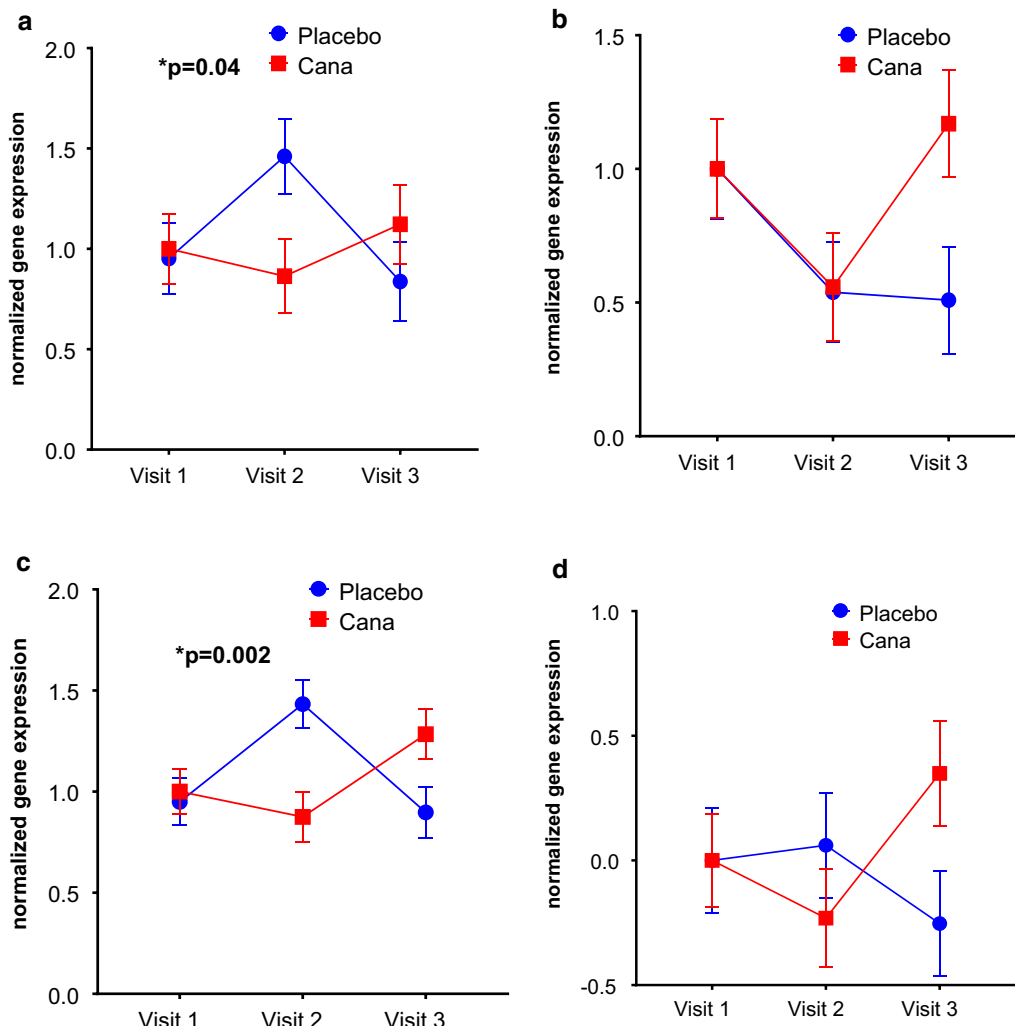 a
Placebo
Cana
*p=0.04
normalized gene expression
2.0
1.5
1.0
0.5
0.0
Visit 1
Visit 2
Visit 3
b
Placebo
Cana
normalized gene expression
1.5
1.0
0.5
0.0
Visit 1
Visit 2
Visit 3
c
Placebo
Cana
*p=0.002
normalized gene expression
2.0
1.5
1.0
0.5
0.0
Visit 1
Visit 2
Visit 3
d
Placebo
Cana
normalized gene expression
1.0
0.5
0.0
-0.5
Visit 1
Visit 2
Visit 3